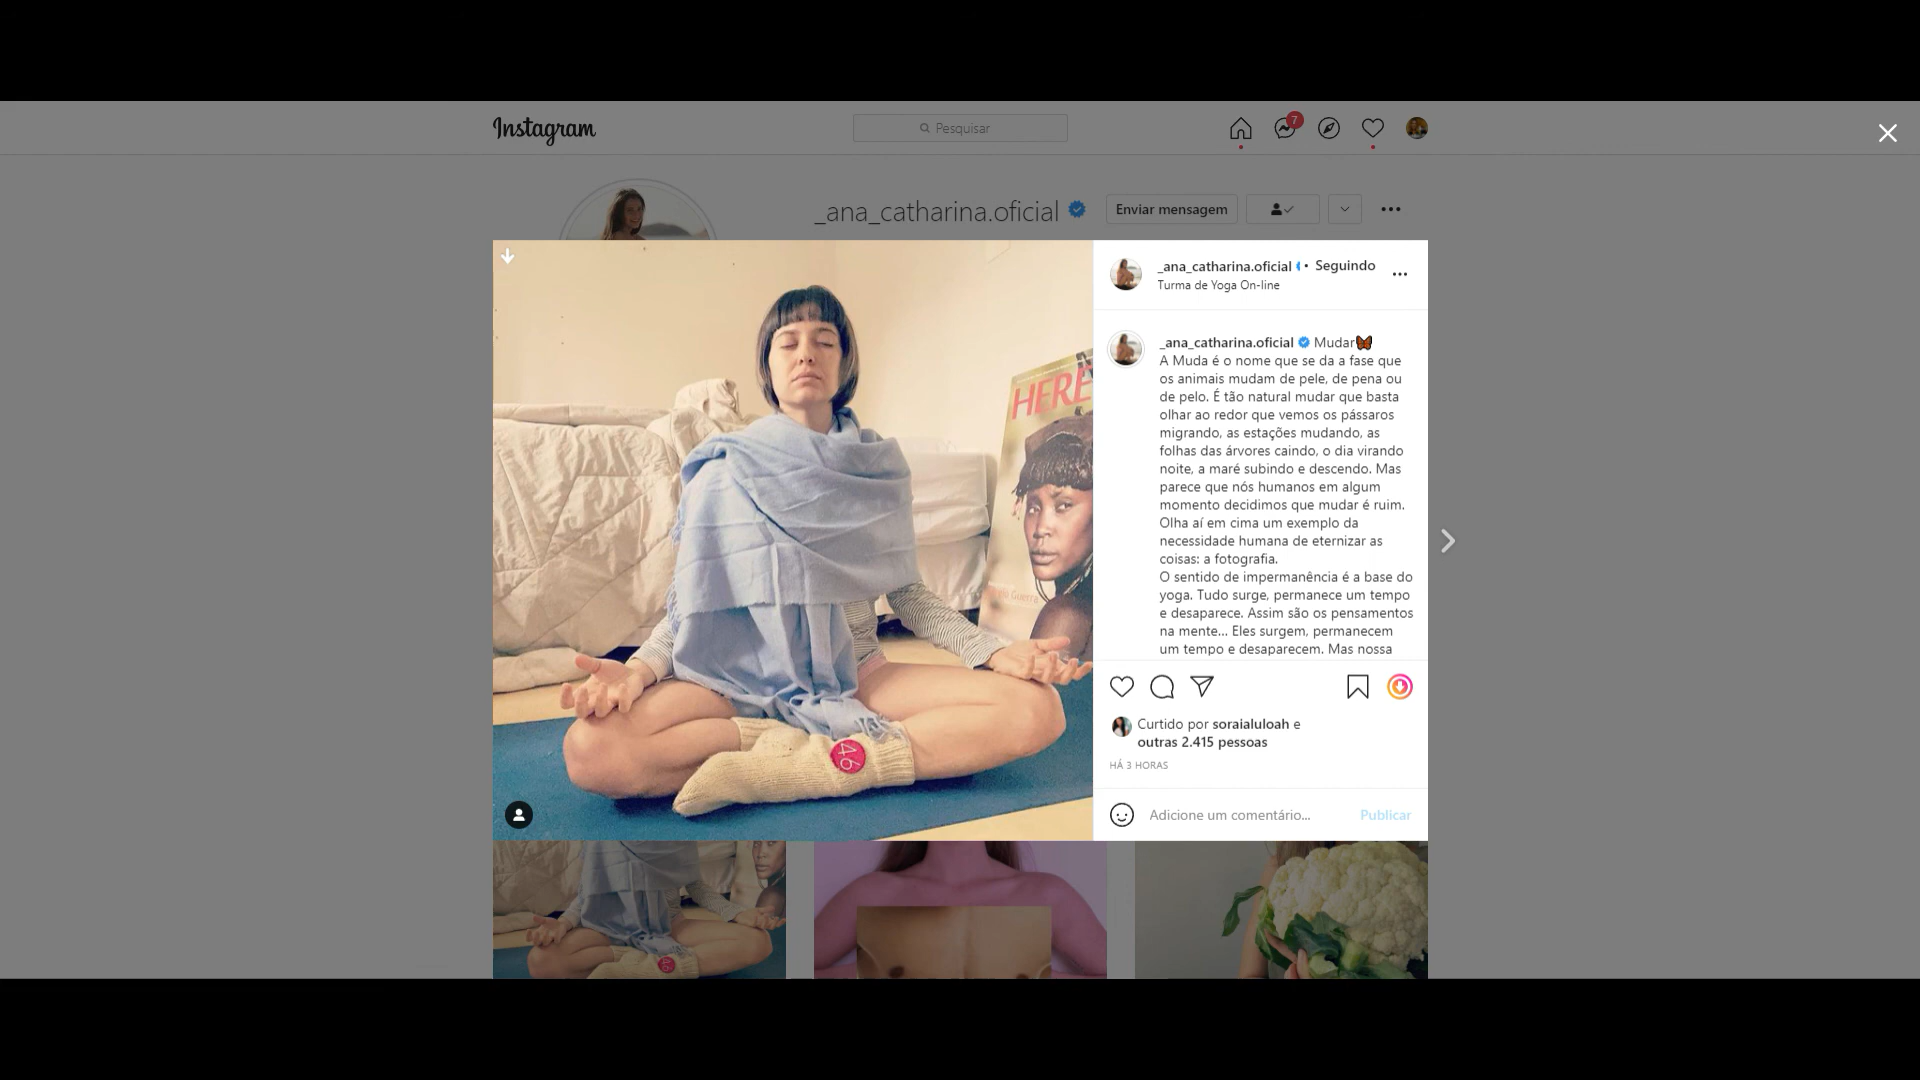 Instagram
Pesquisar
7
_ana_catharina.oficial
Enviar mensagem
HERE
46
_ana_catharina.oficial • Seguindo
Turma de Yoga On-line
_ana_catharina.oficial Mudar
A Muda é o nome que se da a fase que
os animais mudam de pele, de pena ou
de pelo. É tão natural mudar que basta
olhar ao redor que vemos os pássaros
migrando, as estações mudando, as
folhas das árvores caindo, o dia virando
noite, a maré subindo e descendo. Mas
parece que nós humanos em algum
momento decidimos que mudar é ruim.
Olha aí em cima um exemplo da
necessidade humana de eternizar as
coisas: a fotografia.
O sentido de impermanência é a base do
yoga. Tudo surge, permanece um tempo
e desaparece. Assim são os pensamentos
na mente... Eles surgem, permanecem
um tempo e desaparecem. Mas nossa
Curtido por soraialuloah e
outras 2.415 pessoas
HÁ 3 HORAS
Adicione um comentário...
Publicar